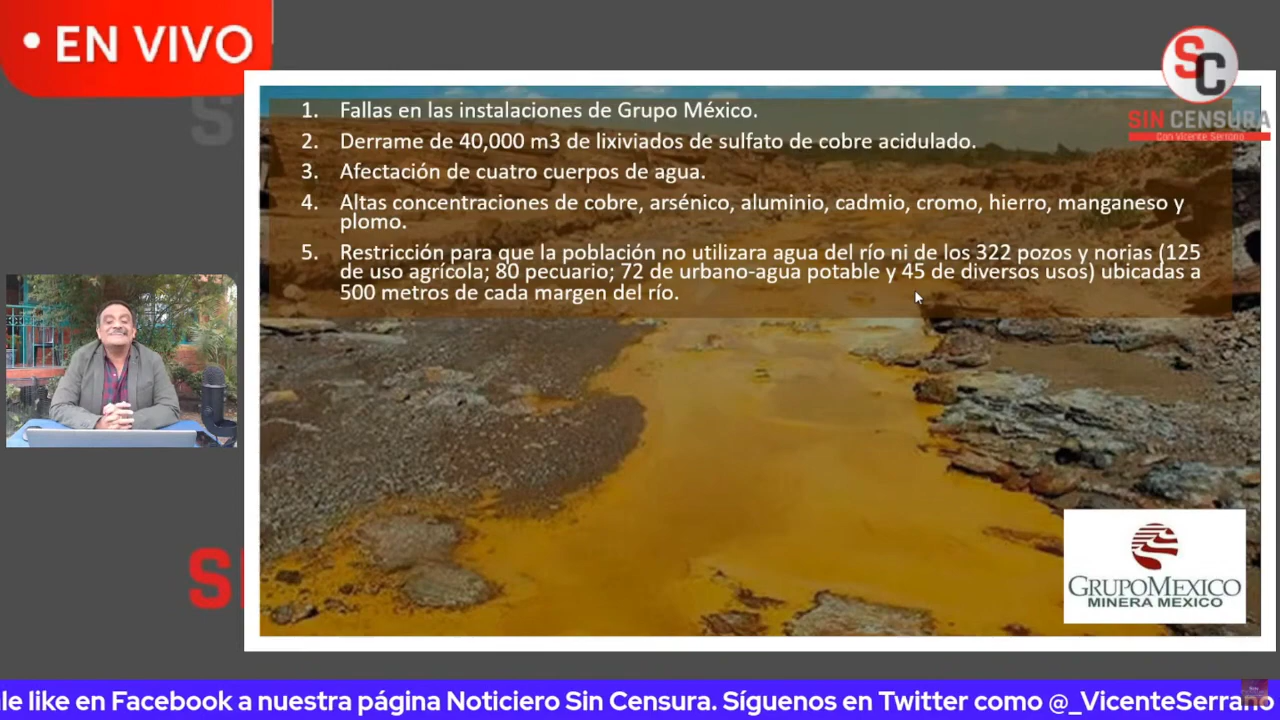 • EN VIVO
SC
SIN CENSURA
Con Vicente Serrano
1. Fallas en las instalaciones de Grupo México.
2. Derrame de 40,000 m3 de lixiviados de sulfato de cobre acidulado.
3. Afectación de cuatro cuerpos de agua.
4. Altas concentraciones de cobre, arsénico, aluminio, cadmio, cromo, hierro, manganeso y
plomo.
5. Restricción para que la población no utilizara agua del río ni de los 322 pozos y norias (125
de uso agrícola; 80 pecuario; 72 de urbano-agua potable y 45 de diversos usos) ubicadas a
500 metros de cada margen del río.
GRUPO MEXICO
MINERA MEXICO
le like en Facebook a nuestra página Noticiero Sin Censura. Síguenos en Twitter como @_VicenteSerrano